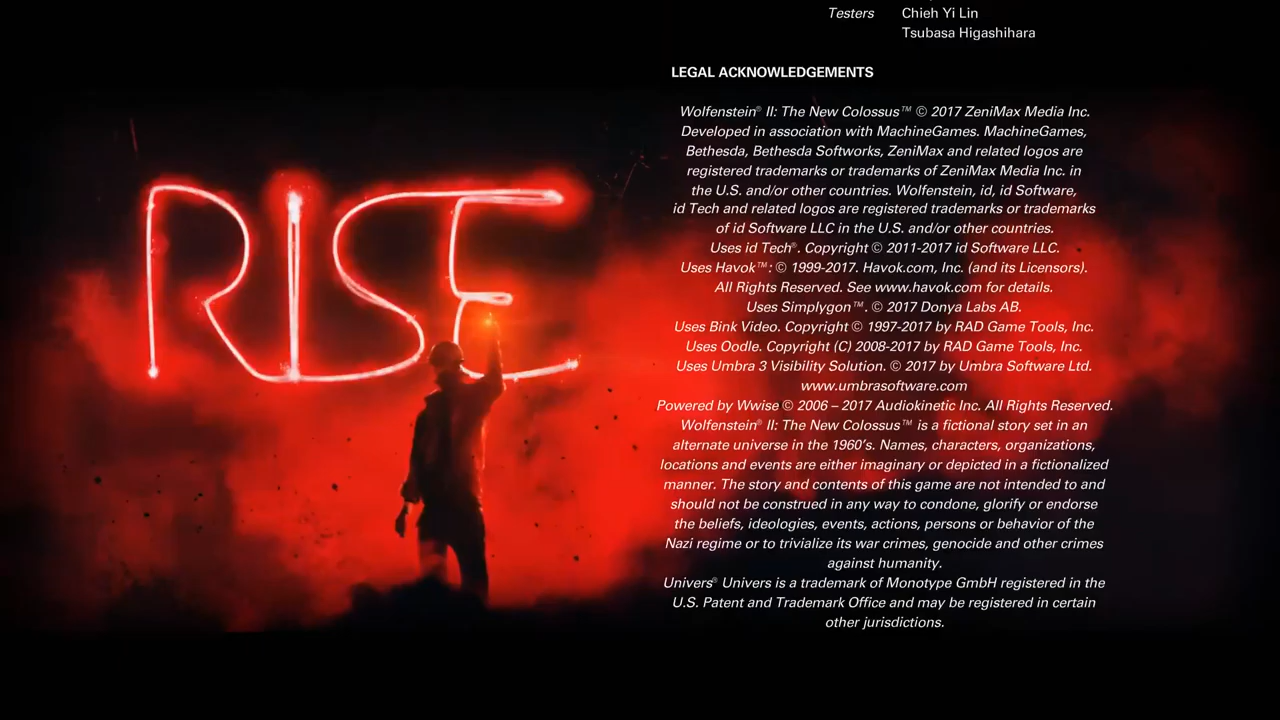 Testers Chieh Yi Lin
Tsubasa Higashihara
LEGAL ACKNOWLEDGEMENTS
Wolfenstein® II: The New Colossus™ © 2017 ZeniMax Media Inc.
Developed in association with MachineGames. MachineGames,
Bethesda, Bethesda Softworks, ZeniMax and related logos are
registered trademarks or trademarks of ZeniMax Media Inc. in
the U.S. and/or other countries. Wolfenstein, id, id Software,
id Tech and related logos are registered trademarks or trademarks
of id Software LLC in the U.S. and/or other countries.
Uses id Tech®. Copyright © 2011-2017 id Software LLC.
Uses Havok™: © 1999-2017. Havok.com, Inc. (and its Licensors).
All Rights Reserved. See www.havok.com for details.
Uses Simplygon™. © 2017 Donya Labs AB.
Uses Bink Video. Copyright © 1997-2017 by RAD Game Tools, Inc.
Uses Oodle. Copyright (C) 2008-2017 by RAD Game Tools, Inc.
Uses Umbra 3 Visibility Solution. © 2017 by Umbra Software Ltd.
www.umbrasoftware.com
Powered by Wwise © 2006 – 2017 Audiokinetic Inc. All Rights Reserved.
Wolfenstein® II: The New Colossus™ is a fictional story set in an
alternate universe in the 1960's. Names, characters, organizations,
locations and events are either imaginary or depicted in a fictionalized
manner. The story and contents of this game are not intended to and
should not be construed in any way to condone, glorify or endorse
the beliefs, ideologies, events, actions, persons or behavior of the
Nazi regime or to trivialize its war crimes, genocide and other crimes
against humanity.
Univers® Univers is a trademark of Monotype GmbH registered in the
U.S. Patent and Trademark Office and may be registered in certain
other jurisdictions.
RISE